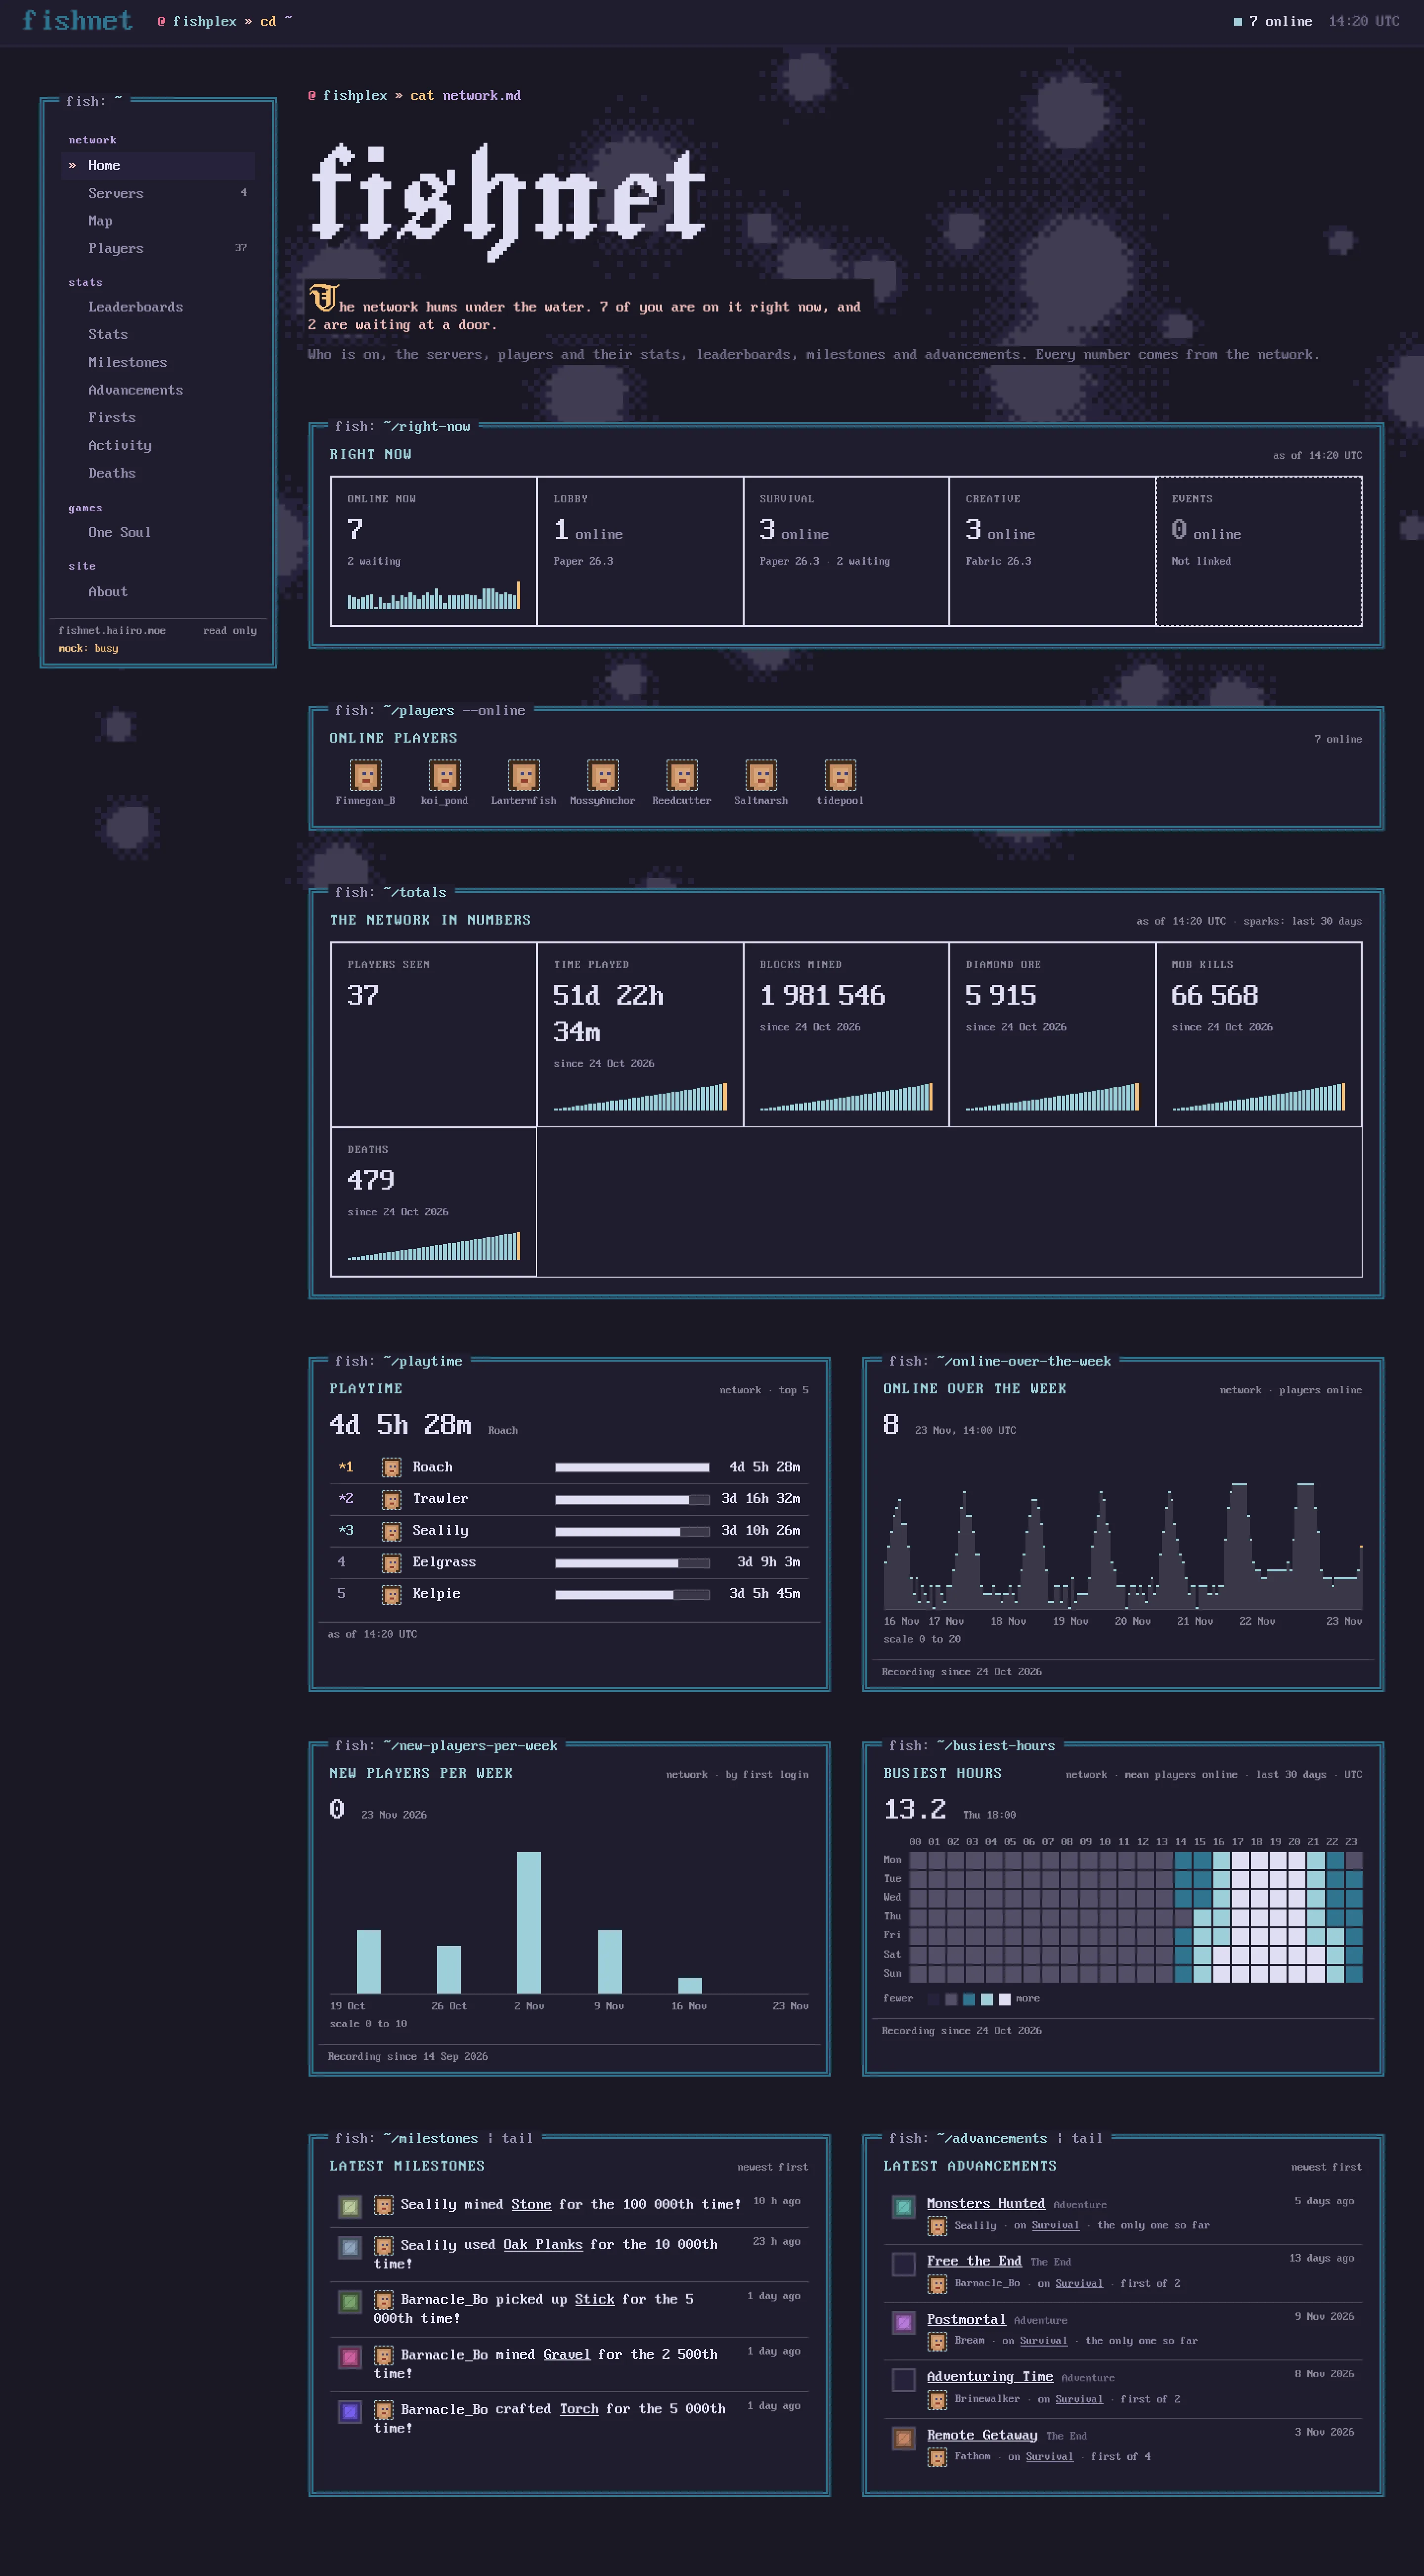 fishnet @ fishplex » cd ~ 7 online 14:20 UTC
fish: ~
network
» Home
Servers 4
Map
Players 37
stats
Leaderboards
Stats
Milestones
Advancements
Firsts
Activity
Deaths
games
One Soul
site
About
fishnet.haiiro.moe read only
mock: busy
@ fishplex » cat network.md
fishnet
The network hums under the water. 7 of you are on it right now, and
2 are waiting at a door.
Who is on, the servers, players and their stats, leaderboards, milestones and advancements. Every number comes from the network.
fish: ~/right-now
RIGHT NOW as of 14:20 UTC
ONLINE NOW
7
2 waiting
LOBBY
1 online
Paper 26.3
SURVIVAL
3 online
Paper 26.3 · 2 waiting
CREATIVE
3 online
Fabric 26.3
EVENTS
0 online
Not linked
fish: ~/players --online
ONLINE PLAYERS 7 online
Finnegan_B koi_pond Lanternfish MossyAnchor Reedcutter Saltmarsh tidepool
fish: ~/totals
THE NETWORK IN NUMBERS as of 14:20 UTC · sparks: last 30 days
PLAYERS SEEN
37
TIME PLAYED
51d 22h
34m
since 24 Oct 2026
BLOCKS MINED
1 981 546
since 24 Oct 2026
DIAMOND ORE
5 915
since 24 Oct 2026
MOB KILLS
66 568
since 24 Oct 2026
DEATHS
479
since 24 Oct 2026
fish: ~/playtime
PLAYTIME network · top 5
4d 5h 28m Roach
*1 Roach 4d 5h 28m
*2 Trawler 3d 16h 32m
*3 Sealily 3d 10h 26m
4 Eelgrass 3d 9h 3m
5 Kelpie 3d 5h 45m
as of 14:20 UTC
fish: ~/online-over-the-week
ONLINE OVER THE WEEK network · players online
8 23 Nov, 14:00 UTC
16 Nov 17 Nov 18 Nov 19 Nov 20 Nov 21 Nov 22 Nov 23 Nov
scale 0 to 20
Recording since 24 Oct 2026
fish: ~/new-players-per-week
NEW PLAYERS PER WEEK network · by first login
0 23 Nov 2026
19 Oct 26 Oct 2 Nov 9 Nov 16 Nov 23 Nov
scale 0 to 10
Recording since 14 Sep 2026
fish: ~/busiest-hours
BUSIEST HOURS network · mean players online · last 30 days · UTC
13.2 Thu 18:00
00 01 02 03 04 05 06 07 08 09 10 11 12 13 14 15 16 17 18 19 20 21 22 23
Mon
Tue
Wed
Thu
Fri
Sat
Sun
fewer more
Recording since 24 Oct 2026
fish: ~/milestones | tail
LATEST MILESTONES newest first
Sealily mined Stone for the 100 000th time! 10 h ago
Sealily used Oak Planks for the 10 000th 23 h ago
time!
Barnacle_Bo picked up Stick for the 5 1 day ago
000th time!
Barnacle_Bo mined Gravel for the 2 500th 1 day ago
time!
Barnacle_Bo crafted Torch for the 5 000th 1 day ago
time!
fish: ~/advancements | tail
LATEST ADVANCEMENTS newest first
Monsters Hunted Adventure 5 days ago
Sealily · on Survival · the only one so far
Free the End The End 13 days ago
Barnacle_Bo · on Survival · first of 2
Postmortal Adventure 9 Nov 2026
Bream · on Survival · the only one so far
Adventuring Time Adventure 8 Nov 2026
Brinewalker · on Survival · first of 2
Remote Getaway The End 3 Nov 2026
Fathom · on Survival · first of 4